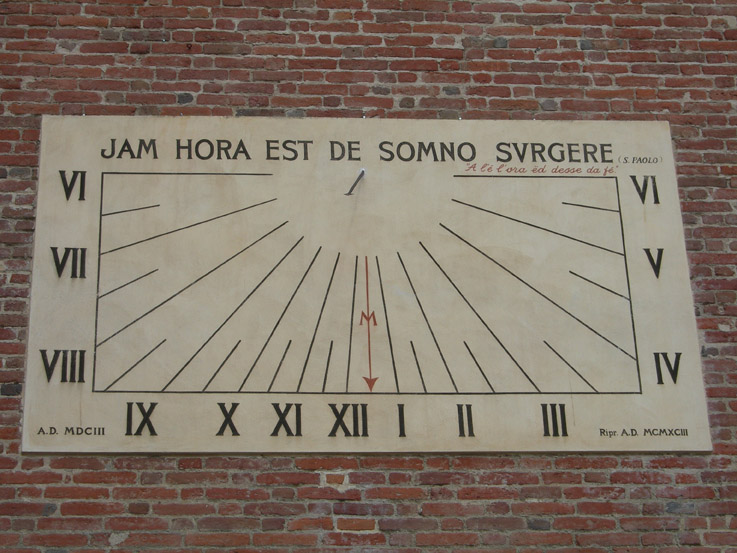 JAM HORA EST DE SOMNO SVRGERE (S. PAOLO)
'A l'é l'ora ëd desse da fé'
VI VI
VII V
M
VIII IV
IX X XI XII I II III
A.D. MDCIII Ripr. A.D. MCMXCIII